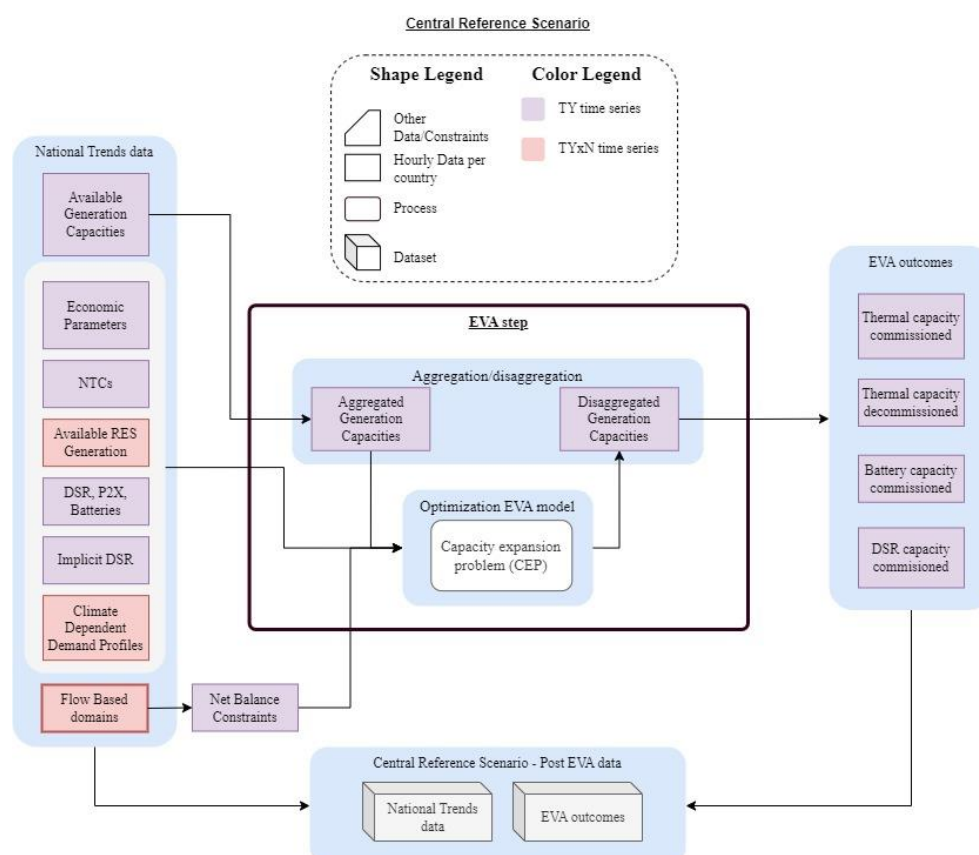 Central Reference Scenario
Shape Legend
Color Legend
Other
Data/Constraints
Hourly Data per
country
Process
Dataset
TY time series
TYxN time series
National Trends data
Available
Generation
Capacities
Economic
Parameters
NTCs
Available RES
Generation
DSR, P2X,
Batteries
Implicit DSR
Climate
Dependent
Demand Profiles
Flow Based
domains
Net Balance
Constraints
EVA step
Aggregation/disaggregation
Aggregated
Generation
Capacities
Disaggregated
Generation
Capacities
Optimization EVA model
Capacity expansion
problem (CEP)
EVA outcomes
Thermal capacity
commissioned
Thermal capacity
decommissioned
Battery capacity
commissioned
DSR capacity
commisioned
Central Reference Scenario - Post EVA data
National Trends
data
EVA outcomes